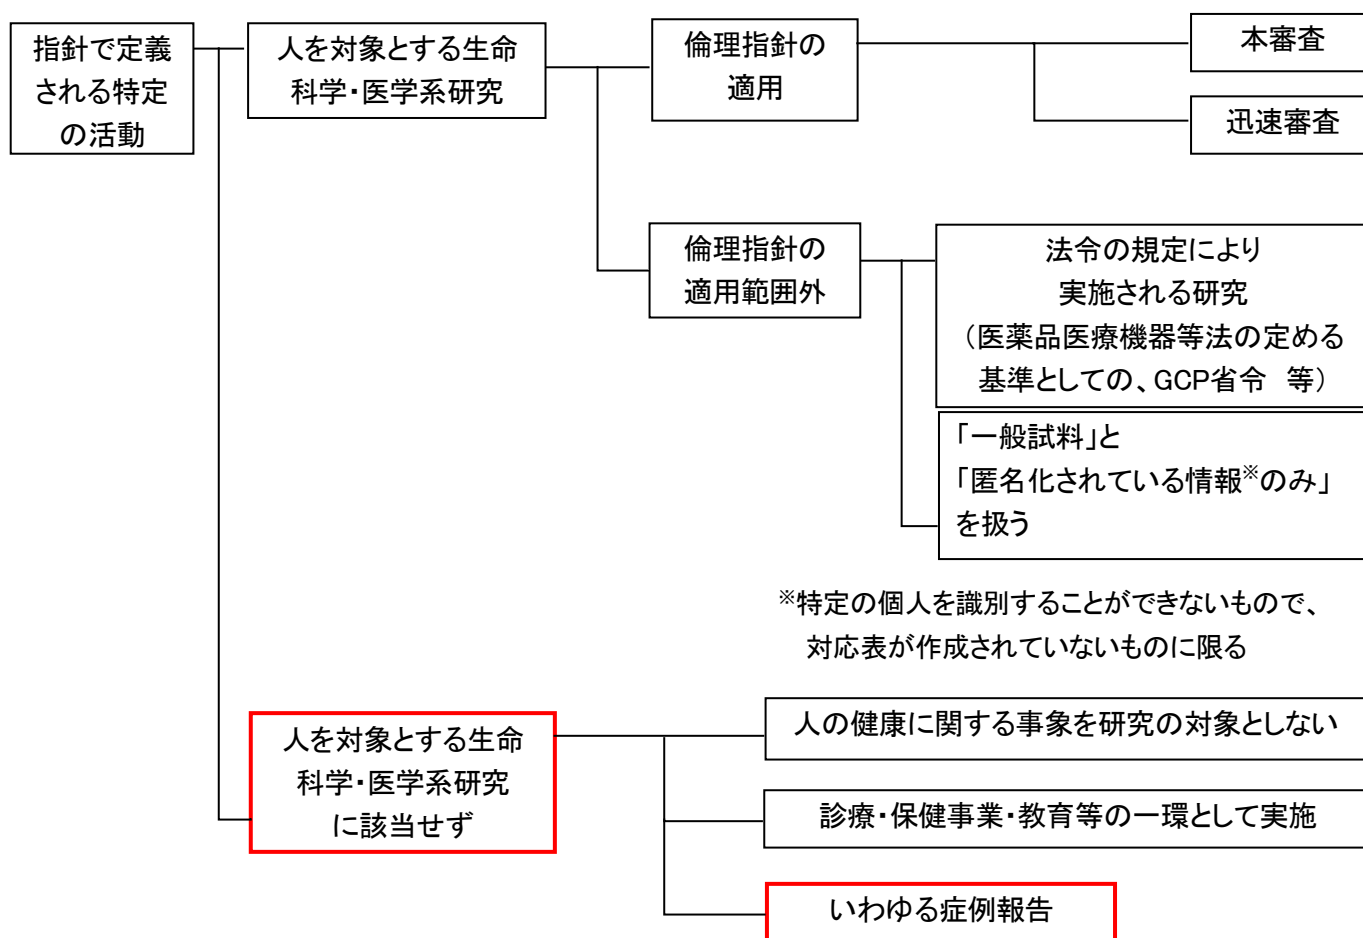 指針で定義
される特定
の活動
人を対象とする生命
科学・医学系研究
倫理指針の
適用
本審査
迅速審査
倫理指針の
適用範囲外
法令の規定により
実施される研究
（医薬品医療機器等法の定める
基準としての、GCP省令　等）
「一般試料」と
「匿名化されている情報※のみ」
を扱う
※特定の個人を識別することができないもので、
対応表が作成されていないものに限る
人を対象とする生命
科学・医学系研究
に該当せず
人の健康に関する事象を研究の対象としない
診療・保健事業・教育等の一環として実施
いわゆる症例報告